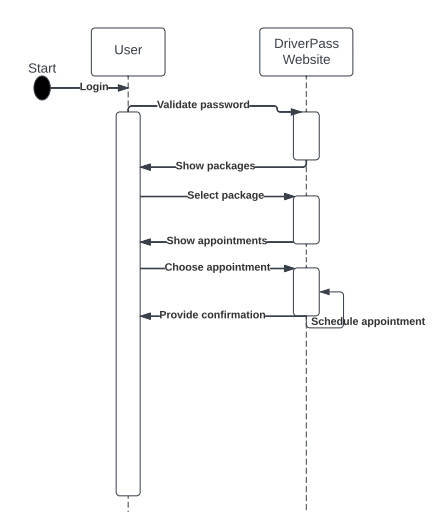 User
DriverPass
Website
Start
Login
Validate password
Show packages
Select package
Show appointments
Choose appointment
Provide confirmation
Schedule appointment